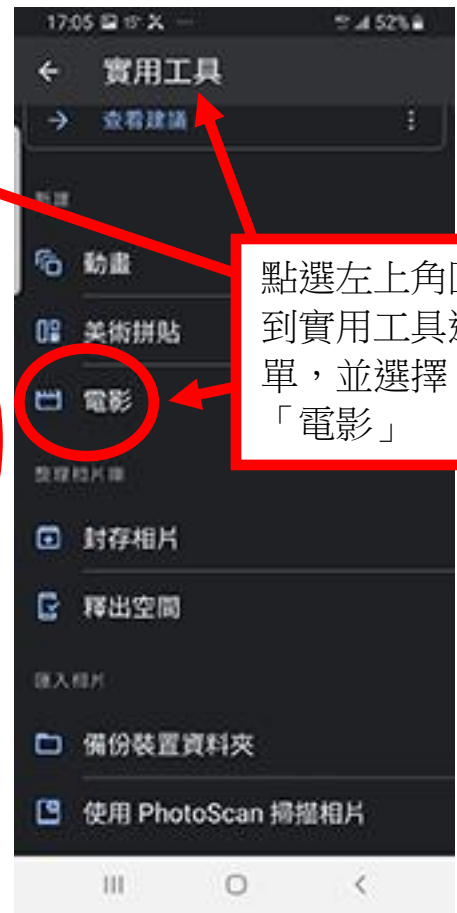 17:05
52%
實用工具
查看建議
新建
動畫
美術拼貼
電影
點選左上角
到實用工具
單，並選擇
「電影」
整理相片庫
封存相片
釋出空間
匯入相片
備份裝置資料夾
使用 PhotoScan 掃描相片